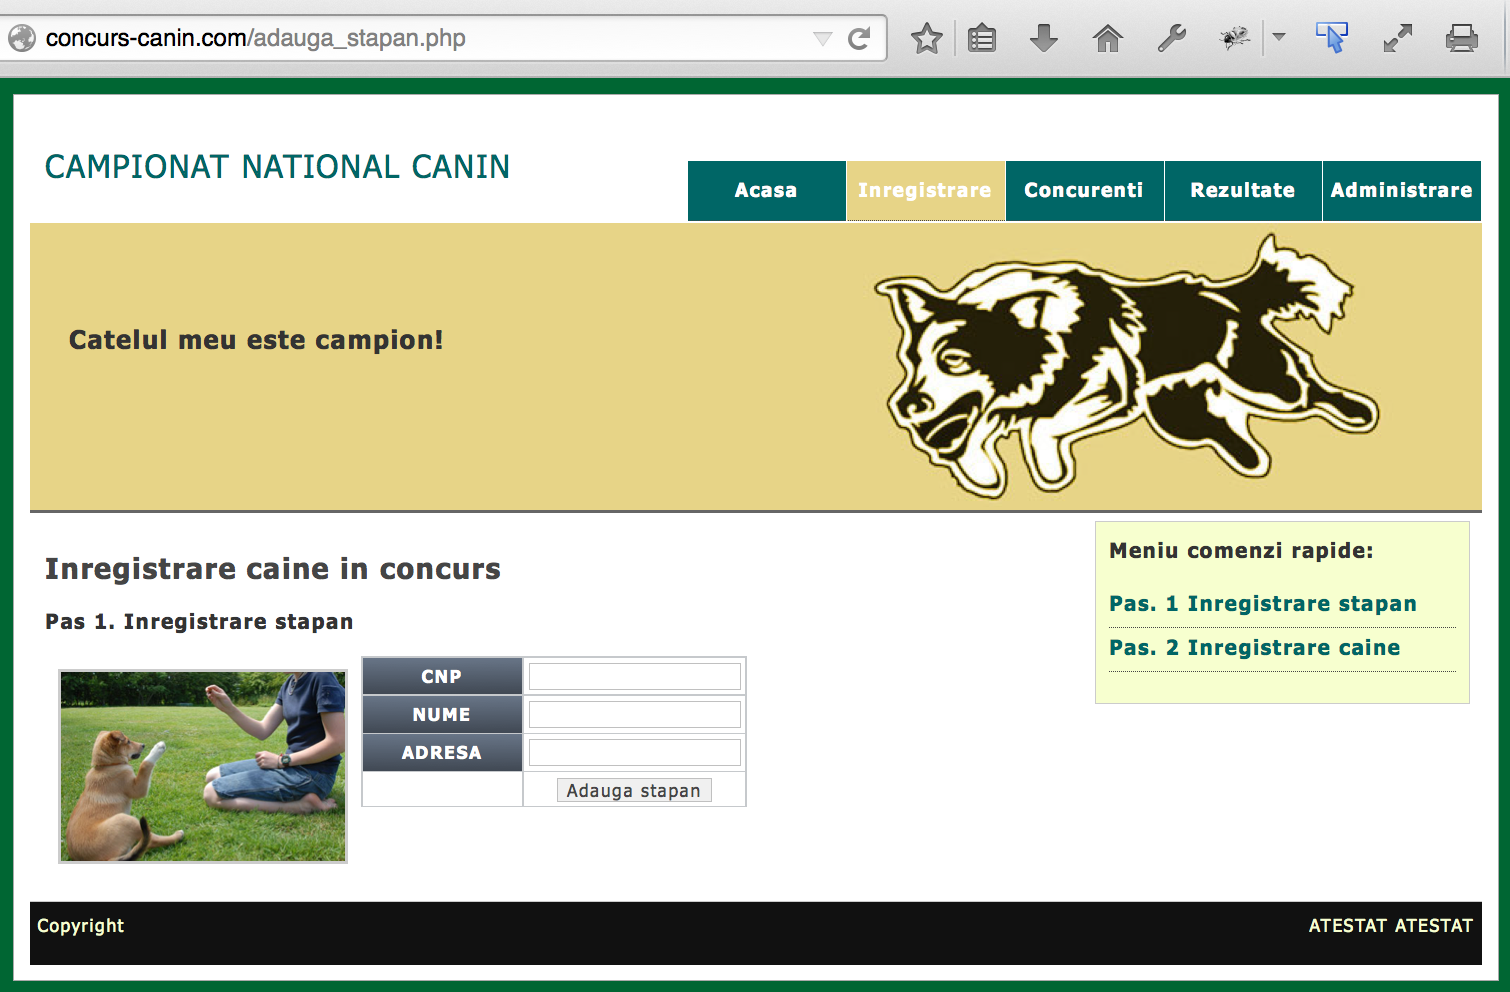 concurs-canin.com/adauga_stapan.php
CAMPIONAT NATIONAL CANIN
Acasa Inregistrare Concurenti Rezultate Administrare
Catelul meu este campion!
Inregistrare caine in concurs
Pas 1. Inregistrare stapan
CNP
NUME
ADRESA
Adauga stapan
Meniu comenzi rapide:
Pas. 1 Inregistrare stapan
Pas. 2 Inregistrare caine
Copyright ATESTAT ATESTAT